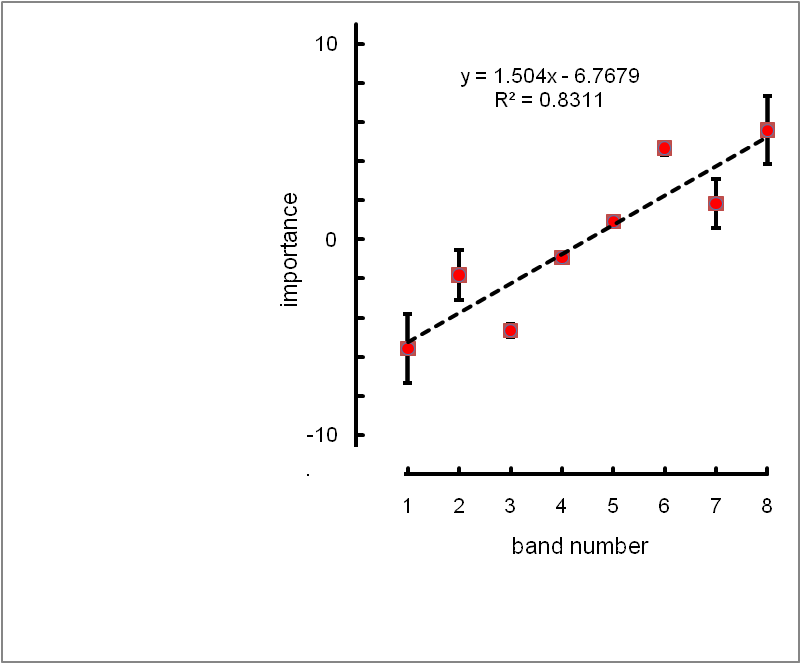 y = 1.504x - 6.7679
R² = 0.8311
10
0
-10
importance
.
1 2 3 4 5 6 7 8
band number